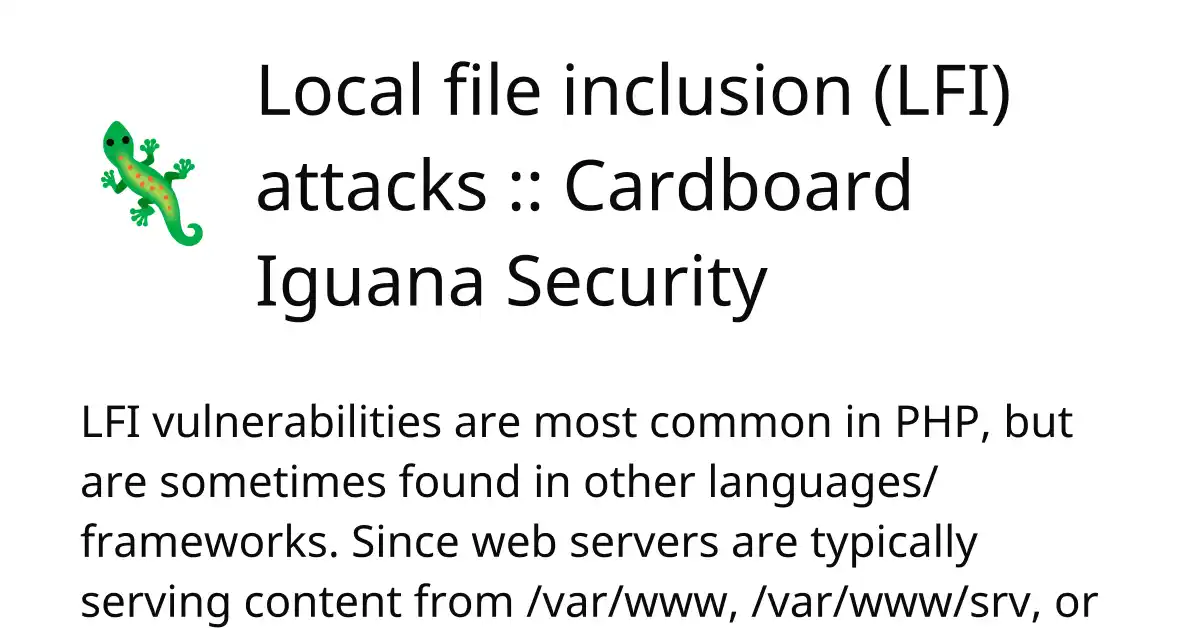 Local file inclusion (LFI)
attacks :: Cardboard
Iguana Security
LFI vulnerabilities are most common in PHP, but
are sometimes found in other languages/
frameworks. Since web servers are typically
serving content from /var/www, /var/www/srv, or